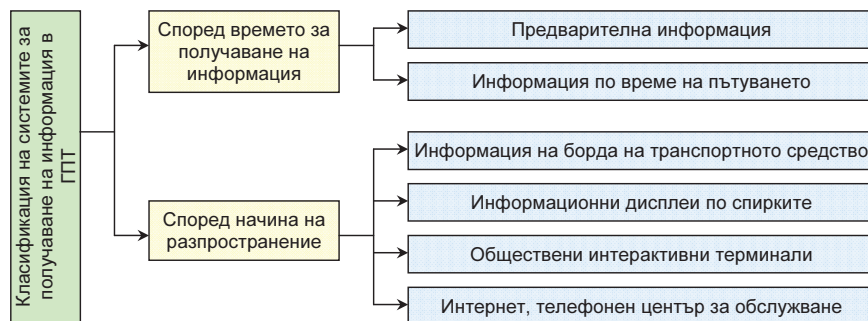 Класификация на системите за
получаване на информация в
ГПТ
Според времето за
получаване на
информация
Предварителна информация
Информация по време на пътуването
Според начина на
разпространение
Информация на борда на транспортното средство
Информационни дисплеи по спирките
Обществени интерактивни терминали
Интернет, телефонен център за обслужване